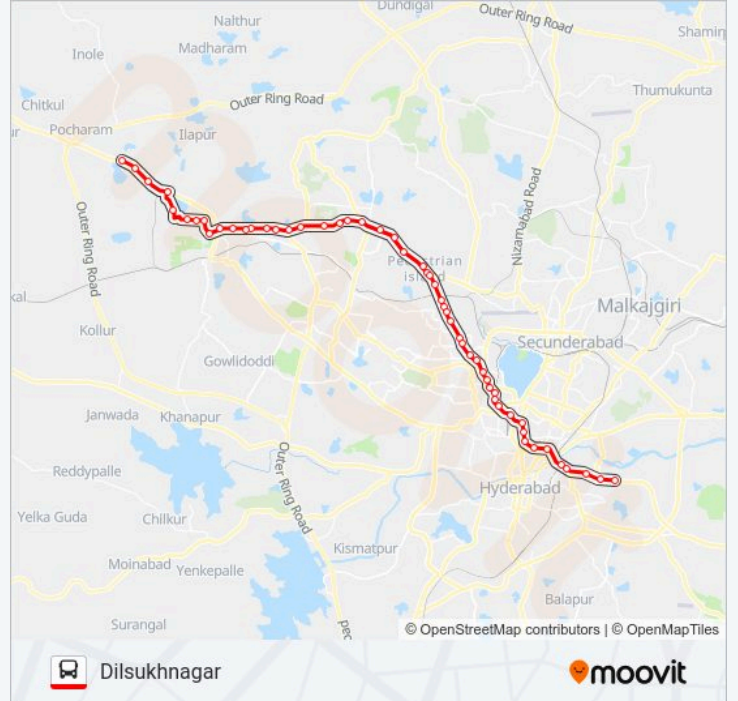 Dundigal
Nalthur
Outer Ring Road
Shamirp
Madharam
Inole
Thumukunta
Chitkul
Outer Ring Road
Pocharam
Ilapur
Nizamabad Road
Outer Ring Road
Pedestrian
island
Malkajgiri
Kollur
Secunderabad
Gowlidoddi
Janwada
Khanapur
Outer Ring Road
Reddypalle
Hyderabad
Yelka Guda
Chilkur
Kismatpur
Moinabad
Yenkepalle
Balapur
Surangal
© OpenStreetMap contributors | © OpenMapTiles
Dilsukhnagar
moovit